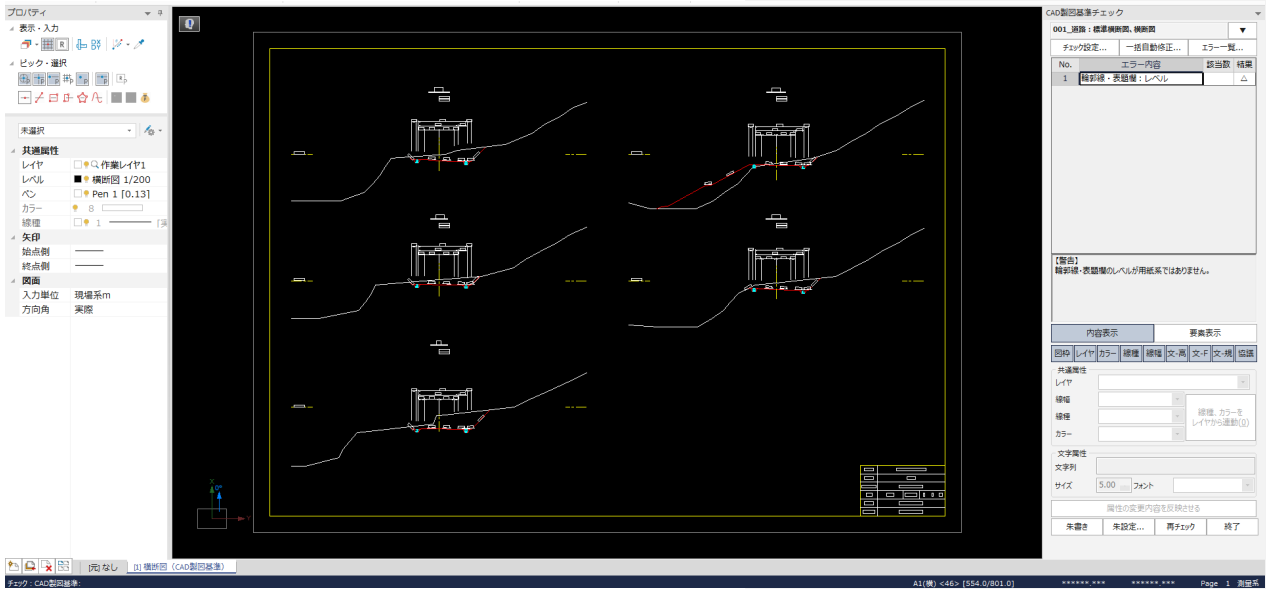 プロパティ
表示・入力
R
ピック・選択
未選択
共通属性
レイヤ 作業レイヤ1
レベル 横断図 1/200
ペン Pen 1 [0.13]
カラー 8
線種 1 [実
矢印
始点側
終点側
図面
入力単位 現場系m
方向角 実際
X
0°
Y
[元] なし [1] 横断図（CAD製図基準）
チェック：CAD製図基準:
A1(横) <46> [554.0/801.0] ******.*** ******.*** Page 1 測量系
CAD製図基準チェック
001_道路：標準横断図、横断図
チェック設定... 一括自動修正... エラー一覧...
No. エラー内容 該当数 結果
1 輪郭線・表題欄：レベル △
【警告】
輪郭線・表題欄のレベルが用紙系ではありません。
内容表示 要素表示
図枠 レイヤ カラー 線種 線幅 文-高 文-F 文-規 協議
共通属性
レイヤ
線幅
線種
カラー
線種、カラーを
レイヤから連動(Q)
文字属性
文字列
サイズ 5.00 フォント
属性の変更内容を反映させる
朱書き 朱設定... 再チェック 終了